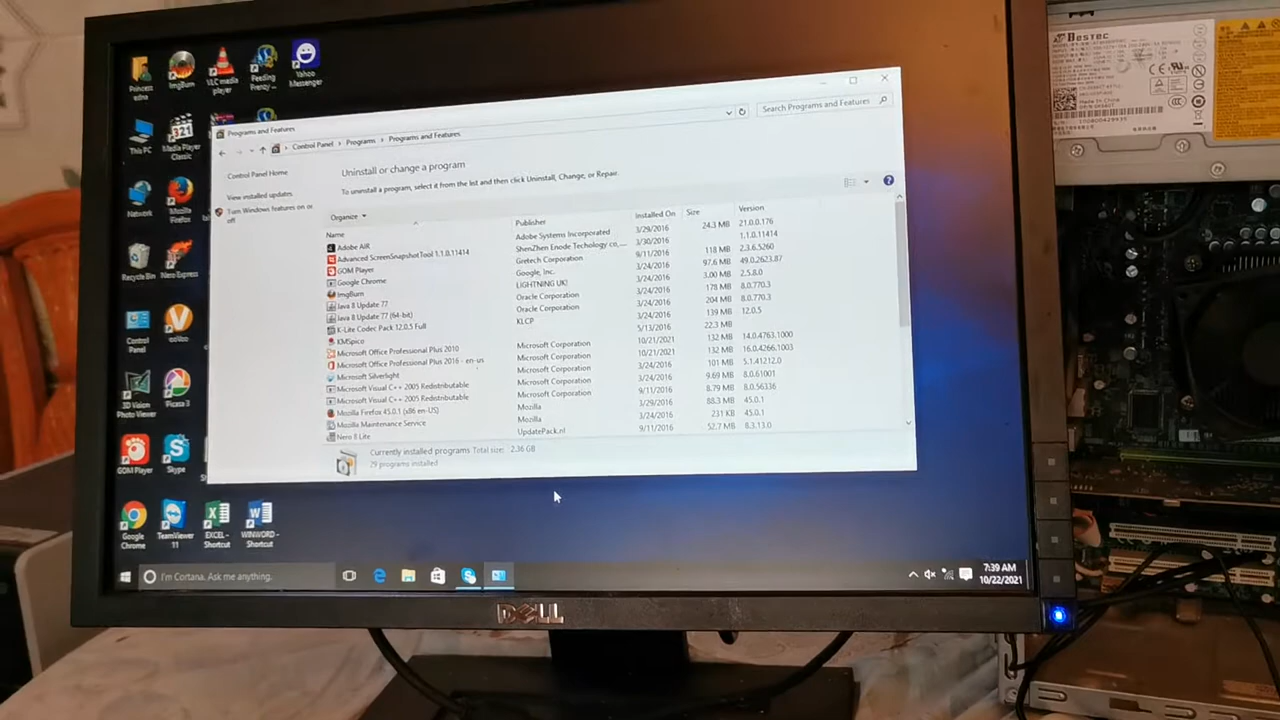 Princess
edna
ImgBurn
VLC media
player
Feeding
Frenzy ...
Yahoo
Messenger
This PC
Media Player
Classic
Network
Mozilla
Firefox
Recycle Bin
Nero Express
Control
Panel
ooVoo
3D Vision
Photo Viewer
Picasa 3
GOM Player
Skype
Google
Chrome
TeamViewer
11
EXCEL -
Shortcut
WINWORD -
Shortcut
Programs and Features
Control Panel > Programs > Programs and Features
Search Programs and Features
Control Panel Home
View installed updates
Turn Windows features on or
off
Uninstall or change a program
To uninstall a program, select it from the list and then click Uninstall, Change, or Repair.
Organize
Name Publisher Installed On Size Version
Adobe AIR Adobe Systems Incorporated 3/29/2016 24.3 MB 21.0.0.176
Advanced ScreenSnapshotTool 1.1.0.11414 ShenZhen Enode Techology co,... 3/30/2016 1.1.0.11414
GOM Player Gretech Corporation 9/11/2016 118 MB 2.3.6.5260
Google Chrome Google, Inc. 3/24/2016 97.6 MB 49.0.2623.87
ImgBurn LIGHTNING UK! 3/24/2016 3.00 MB 2.5.8.0
Java 8 Update 77 Oracle Corporation 3/24/2016 178 MB 8.0.770.3
Java 8 Update 77 (64-bit) Oracle Corporation 3/24/2016 204 MB 8.0.770.3
K-Lite Codec Pack 12.0.5 Full KLCP 3/24/2016 139 MB 12.0.5
KMSpico 5/13/2016 22.3 MB
Microsoft Office Professional Plus 2010 Microsoft Corporation 10/21/2021 132 MB 14.0.4763.1000
Microsoft Office Professional Plus 2016 - en-us Microsoft Corporation 10/21/2021 132 MB 16.0.4266.1003
Microsoft Silverlight Microsoft Corporation 3/24/2016 101 MB 5.1.41212.0
Microsoft Visual C++ 2005 Redistributable Microsoft Corporation 3/24/2016 9.69 MB 8.0.61001
Microsoft Visual C++ 2005 Redistributable Microsoft Corporation 9/11/2016 8.79 MB 8.0.56336
Mozilla Firefox 45.0.1 (x86 en-US) Mozilla 3/29/2016 88.3 MB 45.0.1
Mozilla Maintenance Service Mozilla 3/24/2016 231 KB 45.0.1
Nero 8 Lite UpdatePack.nl 9/11/2016 52.7 MB 8.3.13.0
Currently installed programs Total size: 2.36 GB
29 programs installed
I'm Cortana. Ask me anything.
7:39 AM
10/22/2021
DELL
BESTEC
Made in China